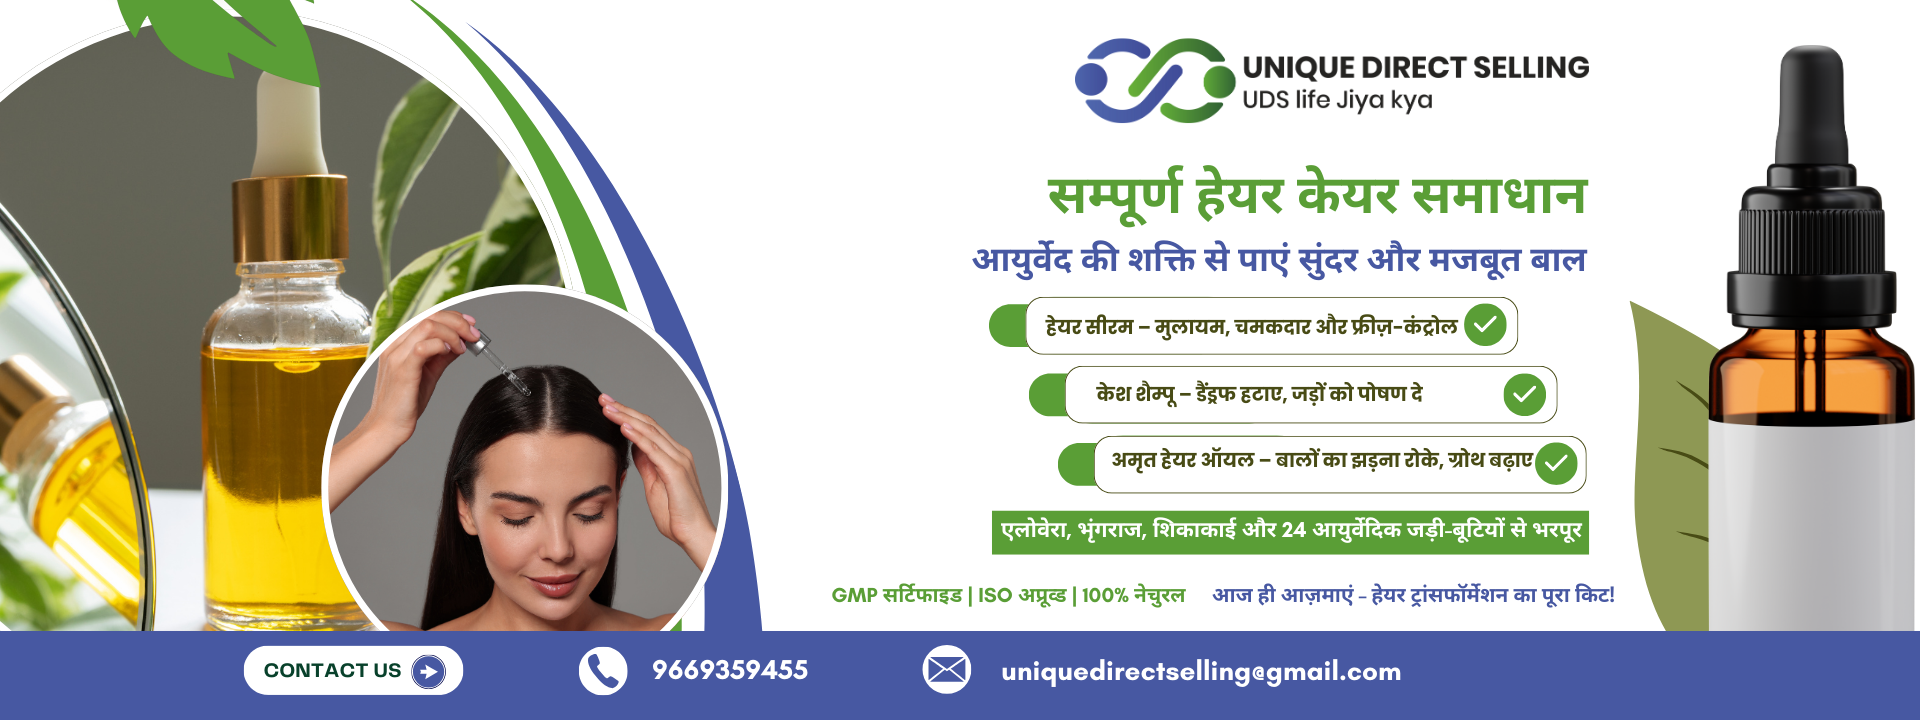 UNIQUE DIRECT SELLING
UDS life Jiya kya
सम्पूर्ण हेयर केयर समाधान
आयुर्वेद की शक्ति से पाएं सुंदर और मजबूत बाल
हेयर सीरम – मुलायम, चमकदार और फ्रीज़-कंट्रोल
केश शैम्पू – डैंड्रफ हटाए, जड़ों को पोषण दे
अमृत हेयर ऑयल – बालों का झड़ना रोके, ग्रोथ बढ़ाए
एलोवेरा, भृंगराज, शिकाकाई और 24 आयुर्वेदिक जड़ी-बूटियों से भरपूर
GMP सर्टिफाइड | ISO अप्रूव्ड | 100% नेचुरल आज ही आज़माएं - हेयर ट्रांसफॉर्मेशन का पूरा किट!
CONTACT US 9669359455 uniquedirectselling@gmail.com